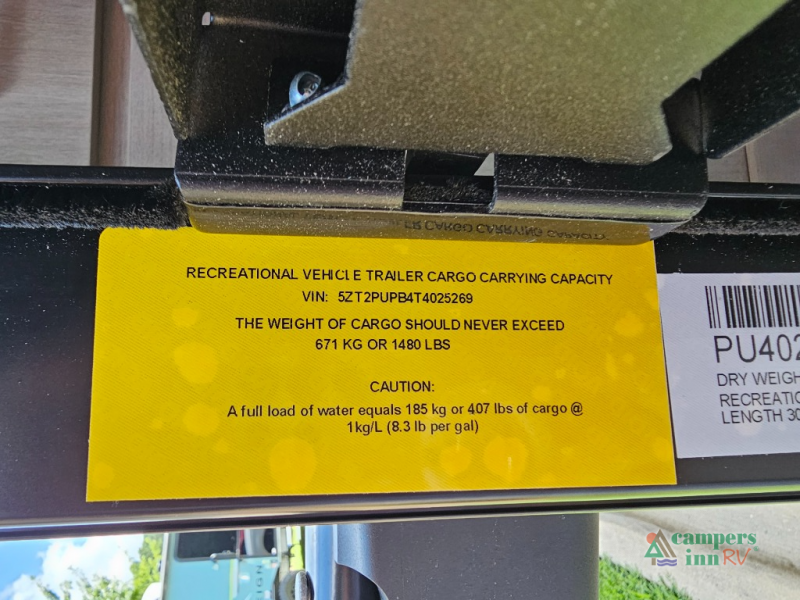 RECREATIONAL VEHICLE TRAILER CARGO CARRYING CAPACITY
VIN: 5ZT2PUPB4T4025269
THE WEIGHT OF CARGO SHOULD NEVER EXCEED
671 KG OR 1480 LBS
CAUTION:
A full load of water equals 185 kg or 407 lbs of cargo @
1kg/L (8.3 lb per gal)
PU402
DRY WEIGH
RECREATIO
LENGTH 30
campers
inn RV